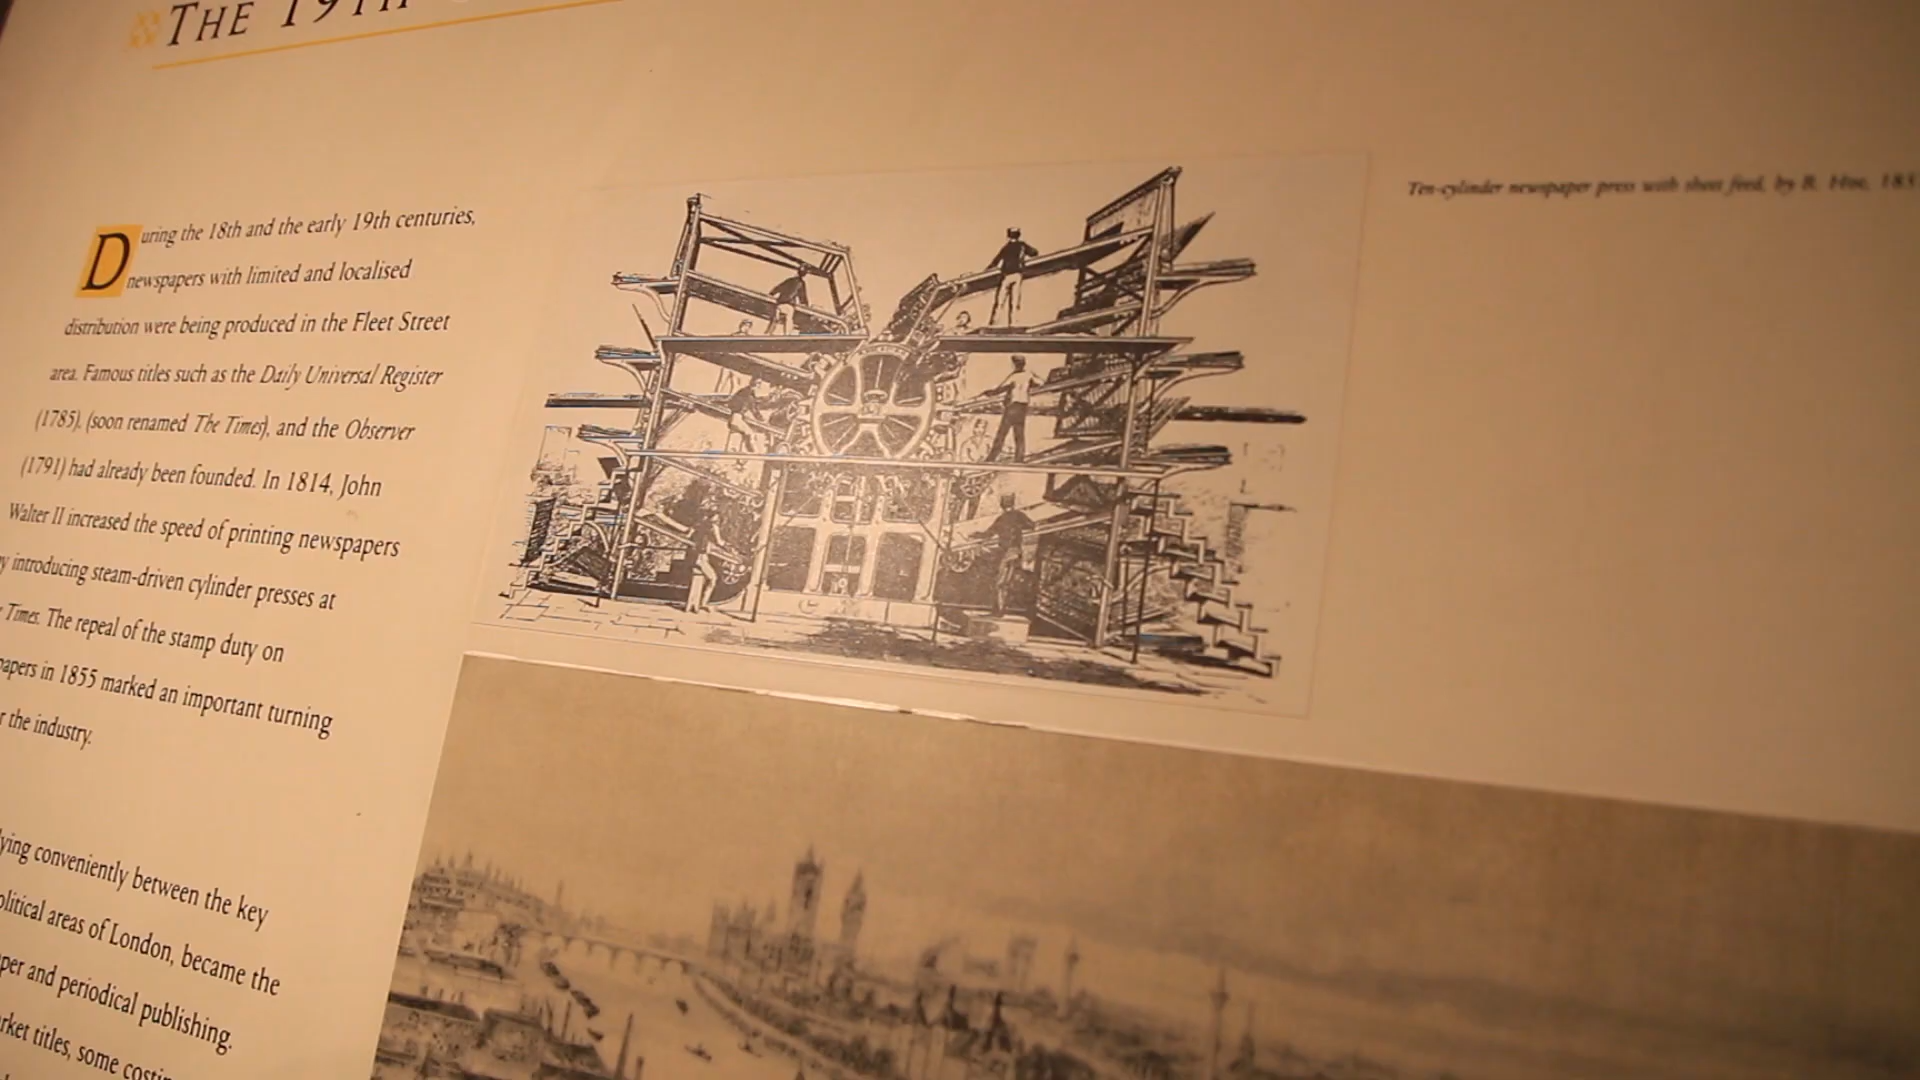 THE 19TH
During the 18th and the early 19th centuries,
newspapers with limited and localised
distribution were being produced in the Fleet Street
area. Famous titles such as the Daily Universal Register
(1785), (soon renamed The Times), and the Observer
(1791) had already been founded. In 1814, John
Walter II increased the speed of printing newspapers
introducing steam-driven cylinder presses at
Times. The repeal of the stamp duty on
papers in 1855 marked an important turning
the industry.
lying conveniently between the key
political areas of London, became the
and periodical publishing.
titles, some
Ten-cylinder newspaper press with sheet feed, by R. Hoe, 185